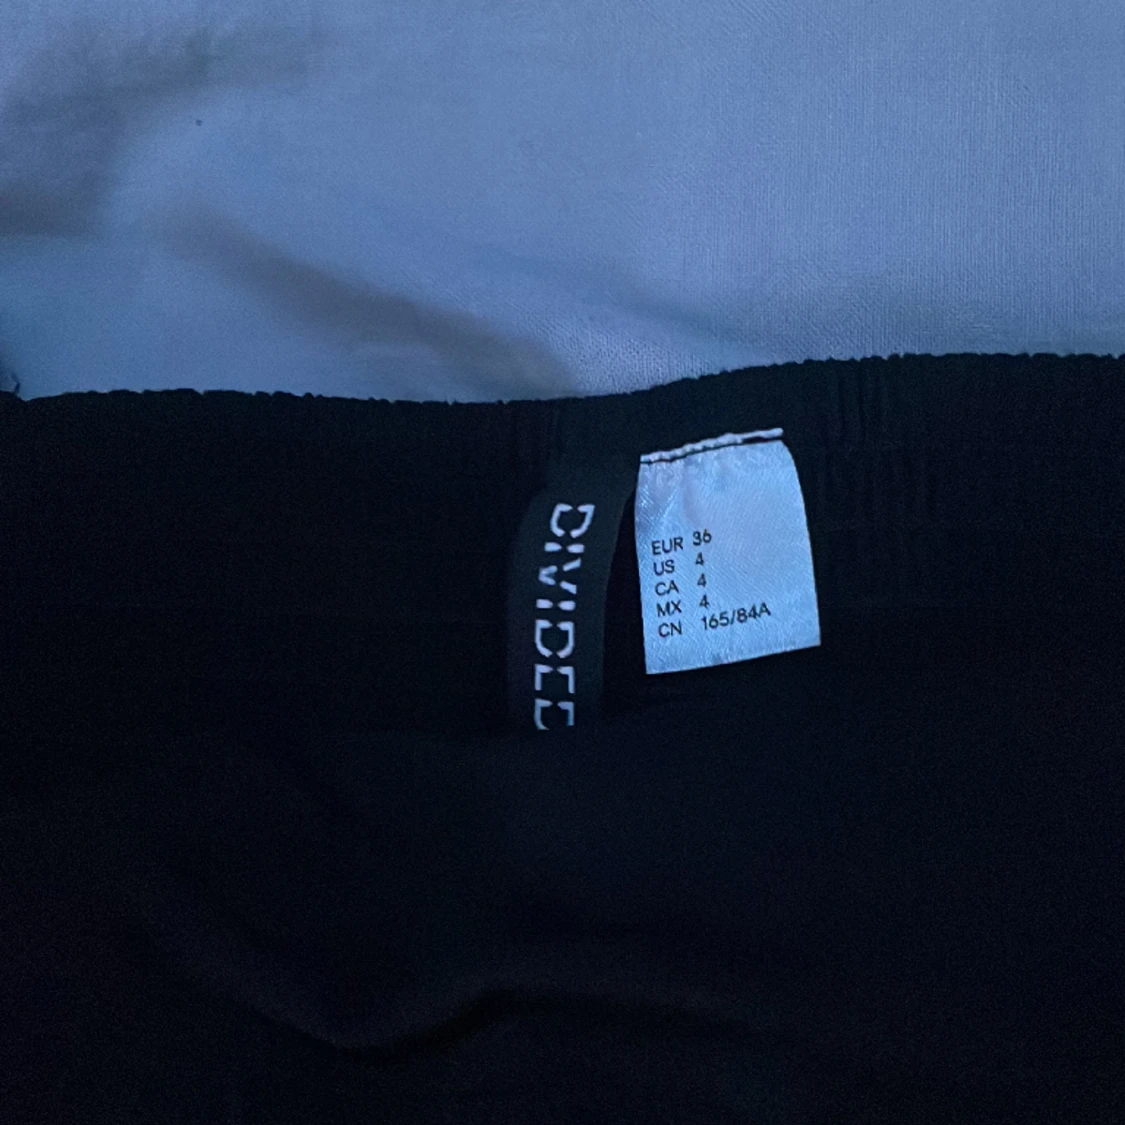 DIVIDED
EUR 36
US 4
CA 4
MX 4
CN 165/84A